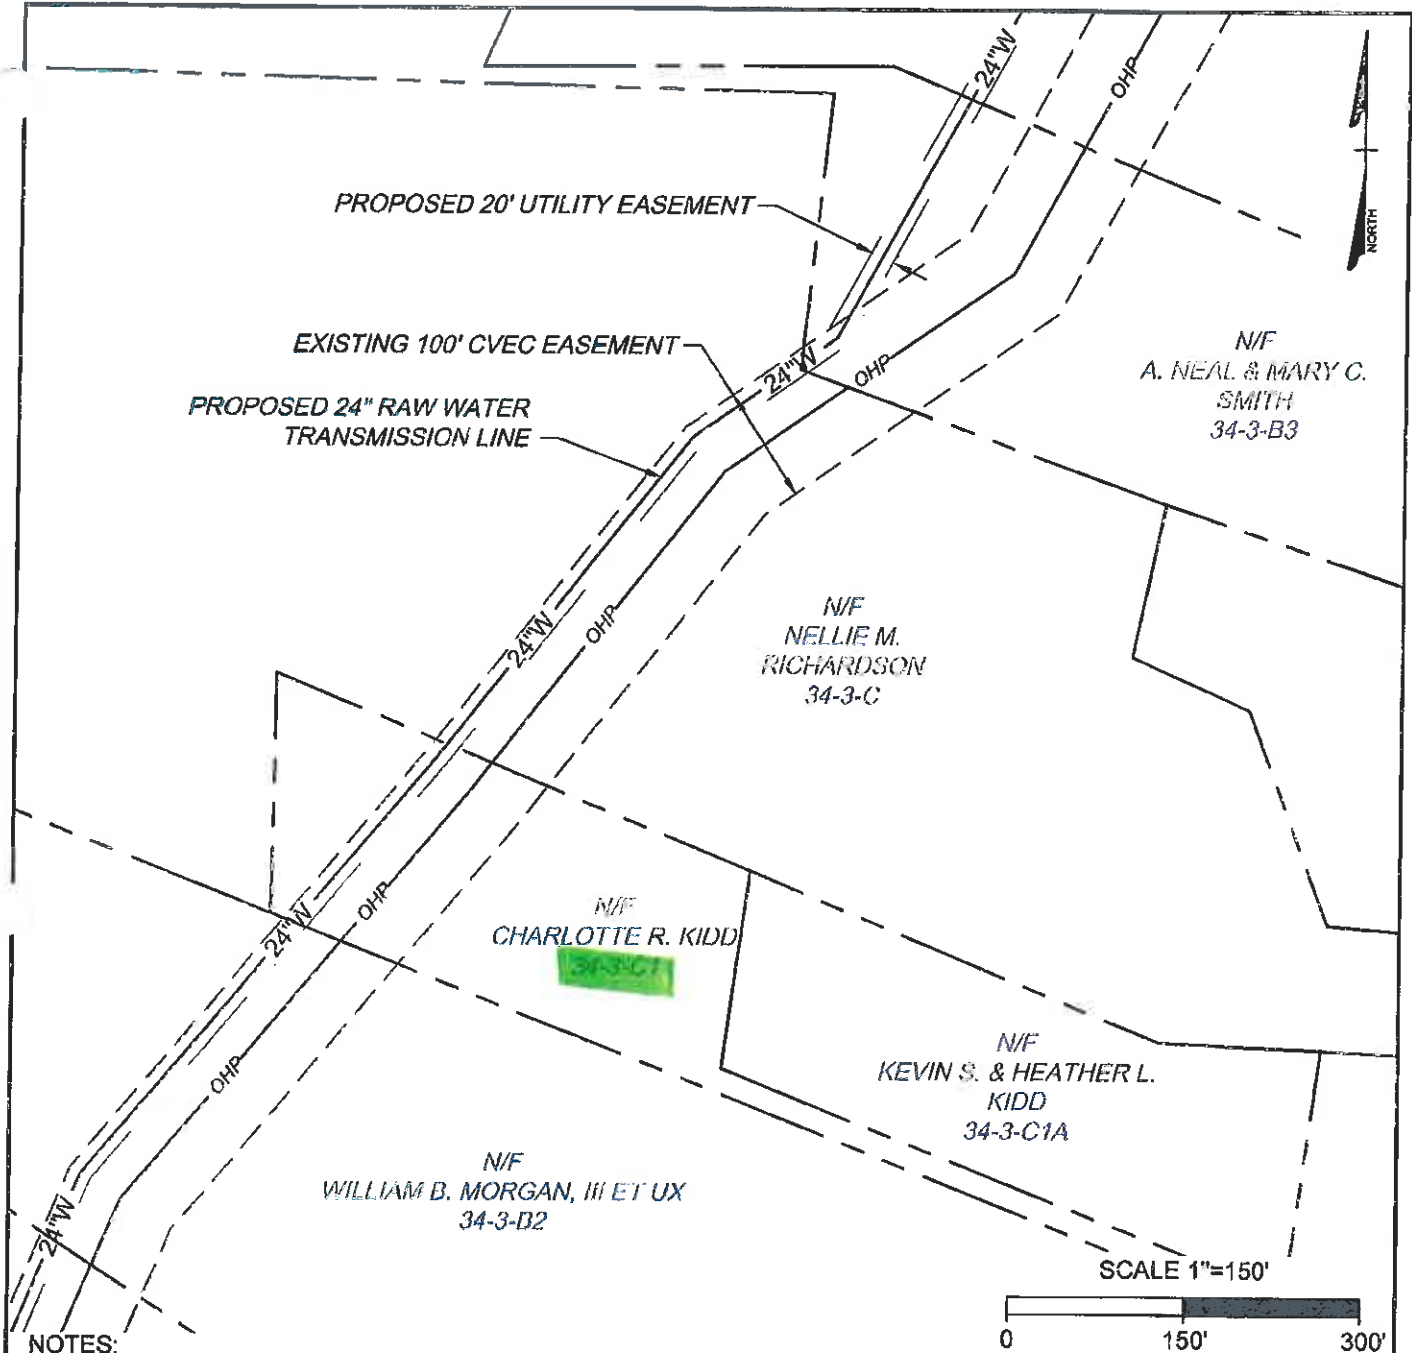 24"W
OHP
PROPOSED 20' UTILITY EASEMENT
NORTH
EXISTING 100' CVEC EASEMENT
24"W
OHP
N/F
A. NEAL & MARY C.
SMITH
34-3-B3
PROPOSED 24" RAW WATER
TRANSMISSION LINE
24"W
OHP
N/F
NELLIE M.
RICHARDSON
34-3-C
24"W
OHP
N/F
CHARLOTTE R. KIDD
34-3-C1
N/F
KEVIN S. & HEATHER L.
KIDD
34-3-C1A
OHP
N/F
WILLIAM B. MORGAN, III ET UX
34-3-B2
24"W
SCALE 1"=150'
0 150' 300'
NOTES: